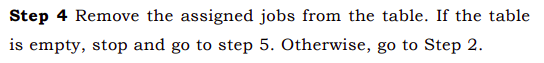 Step 4 Remove the assigned jobs from the table. If the table
is empty, stop and go to step 5. Otherwise, go to Step 2.